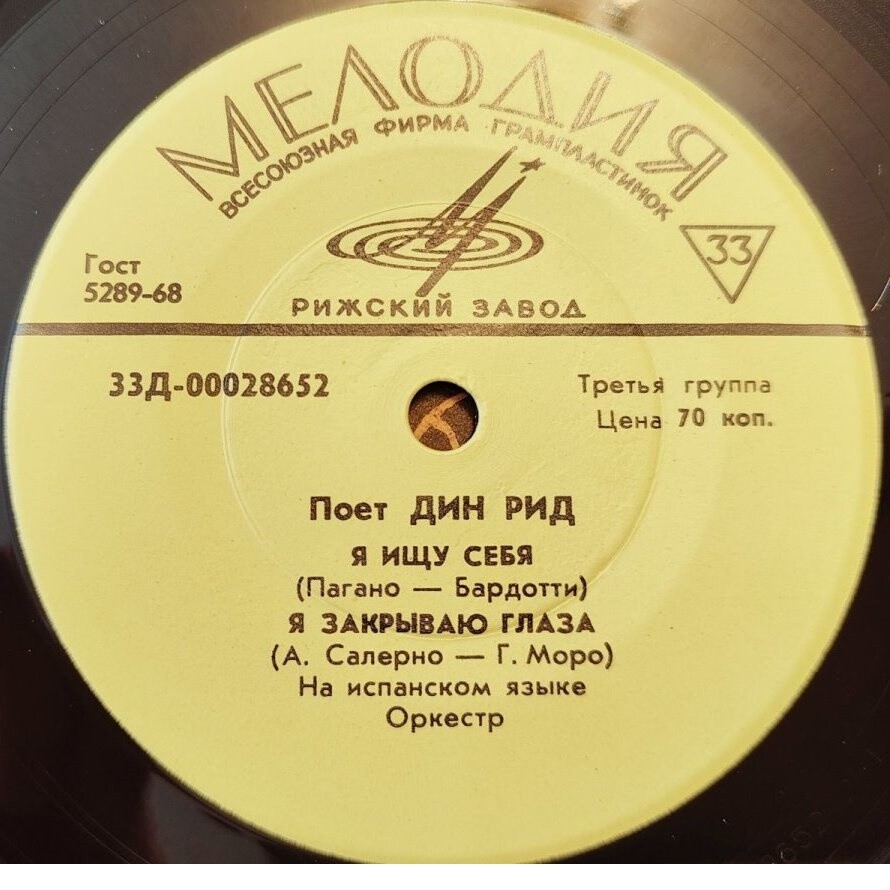 МЕЛОДИЯ
ВСЕСОЮЗНАЯ ФИРМА ГРАМПЛАСТИНОК
33
Гост
5289-68
РИЖСКИЙ ЗАВОД
33Д-00028652
Третья группа
Цена 70 коп.
Поет ДИН РИД
Я ИЩУ СЕБЯ
(Пагано — Бардотти)
Я ЗАКРЫВАЮ ГЛАЗА
(А. Салерно — Г. Моро)
На испанском языке
Оркестр